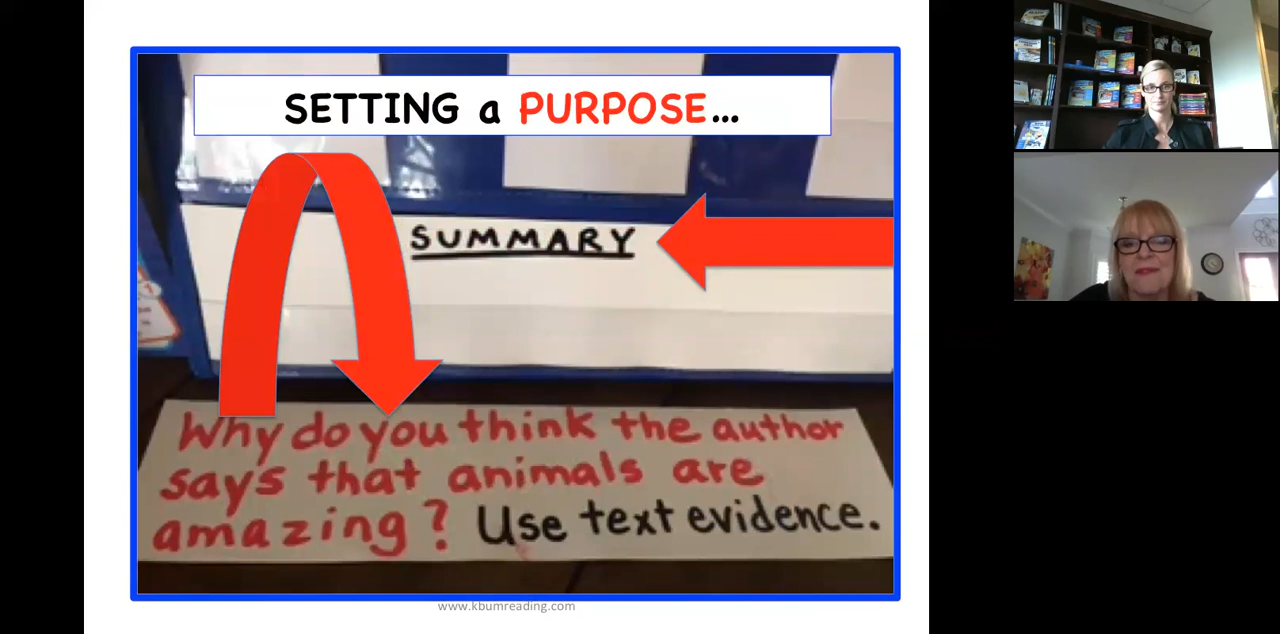 SETTING a PURPOSE...
SUMMARY
Why do you think the author
says that animals are
amazing? Use text evidence.
www.kbumreading.com